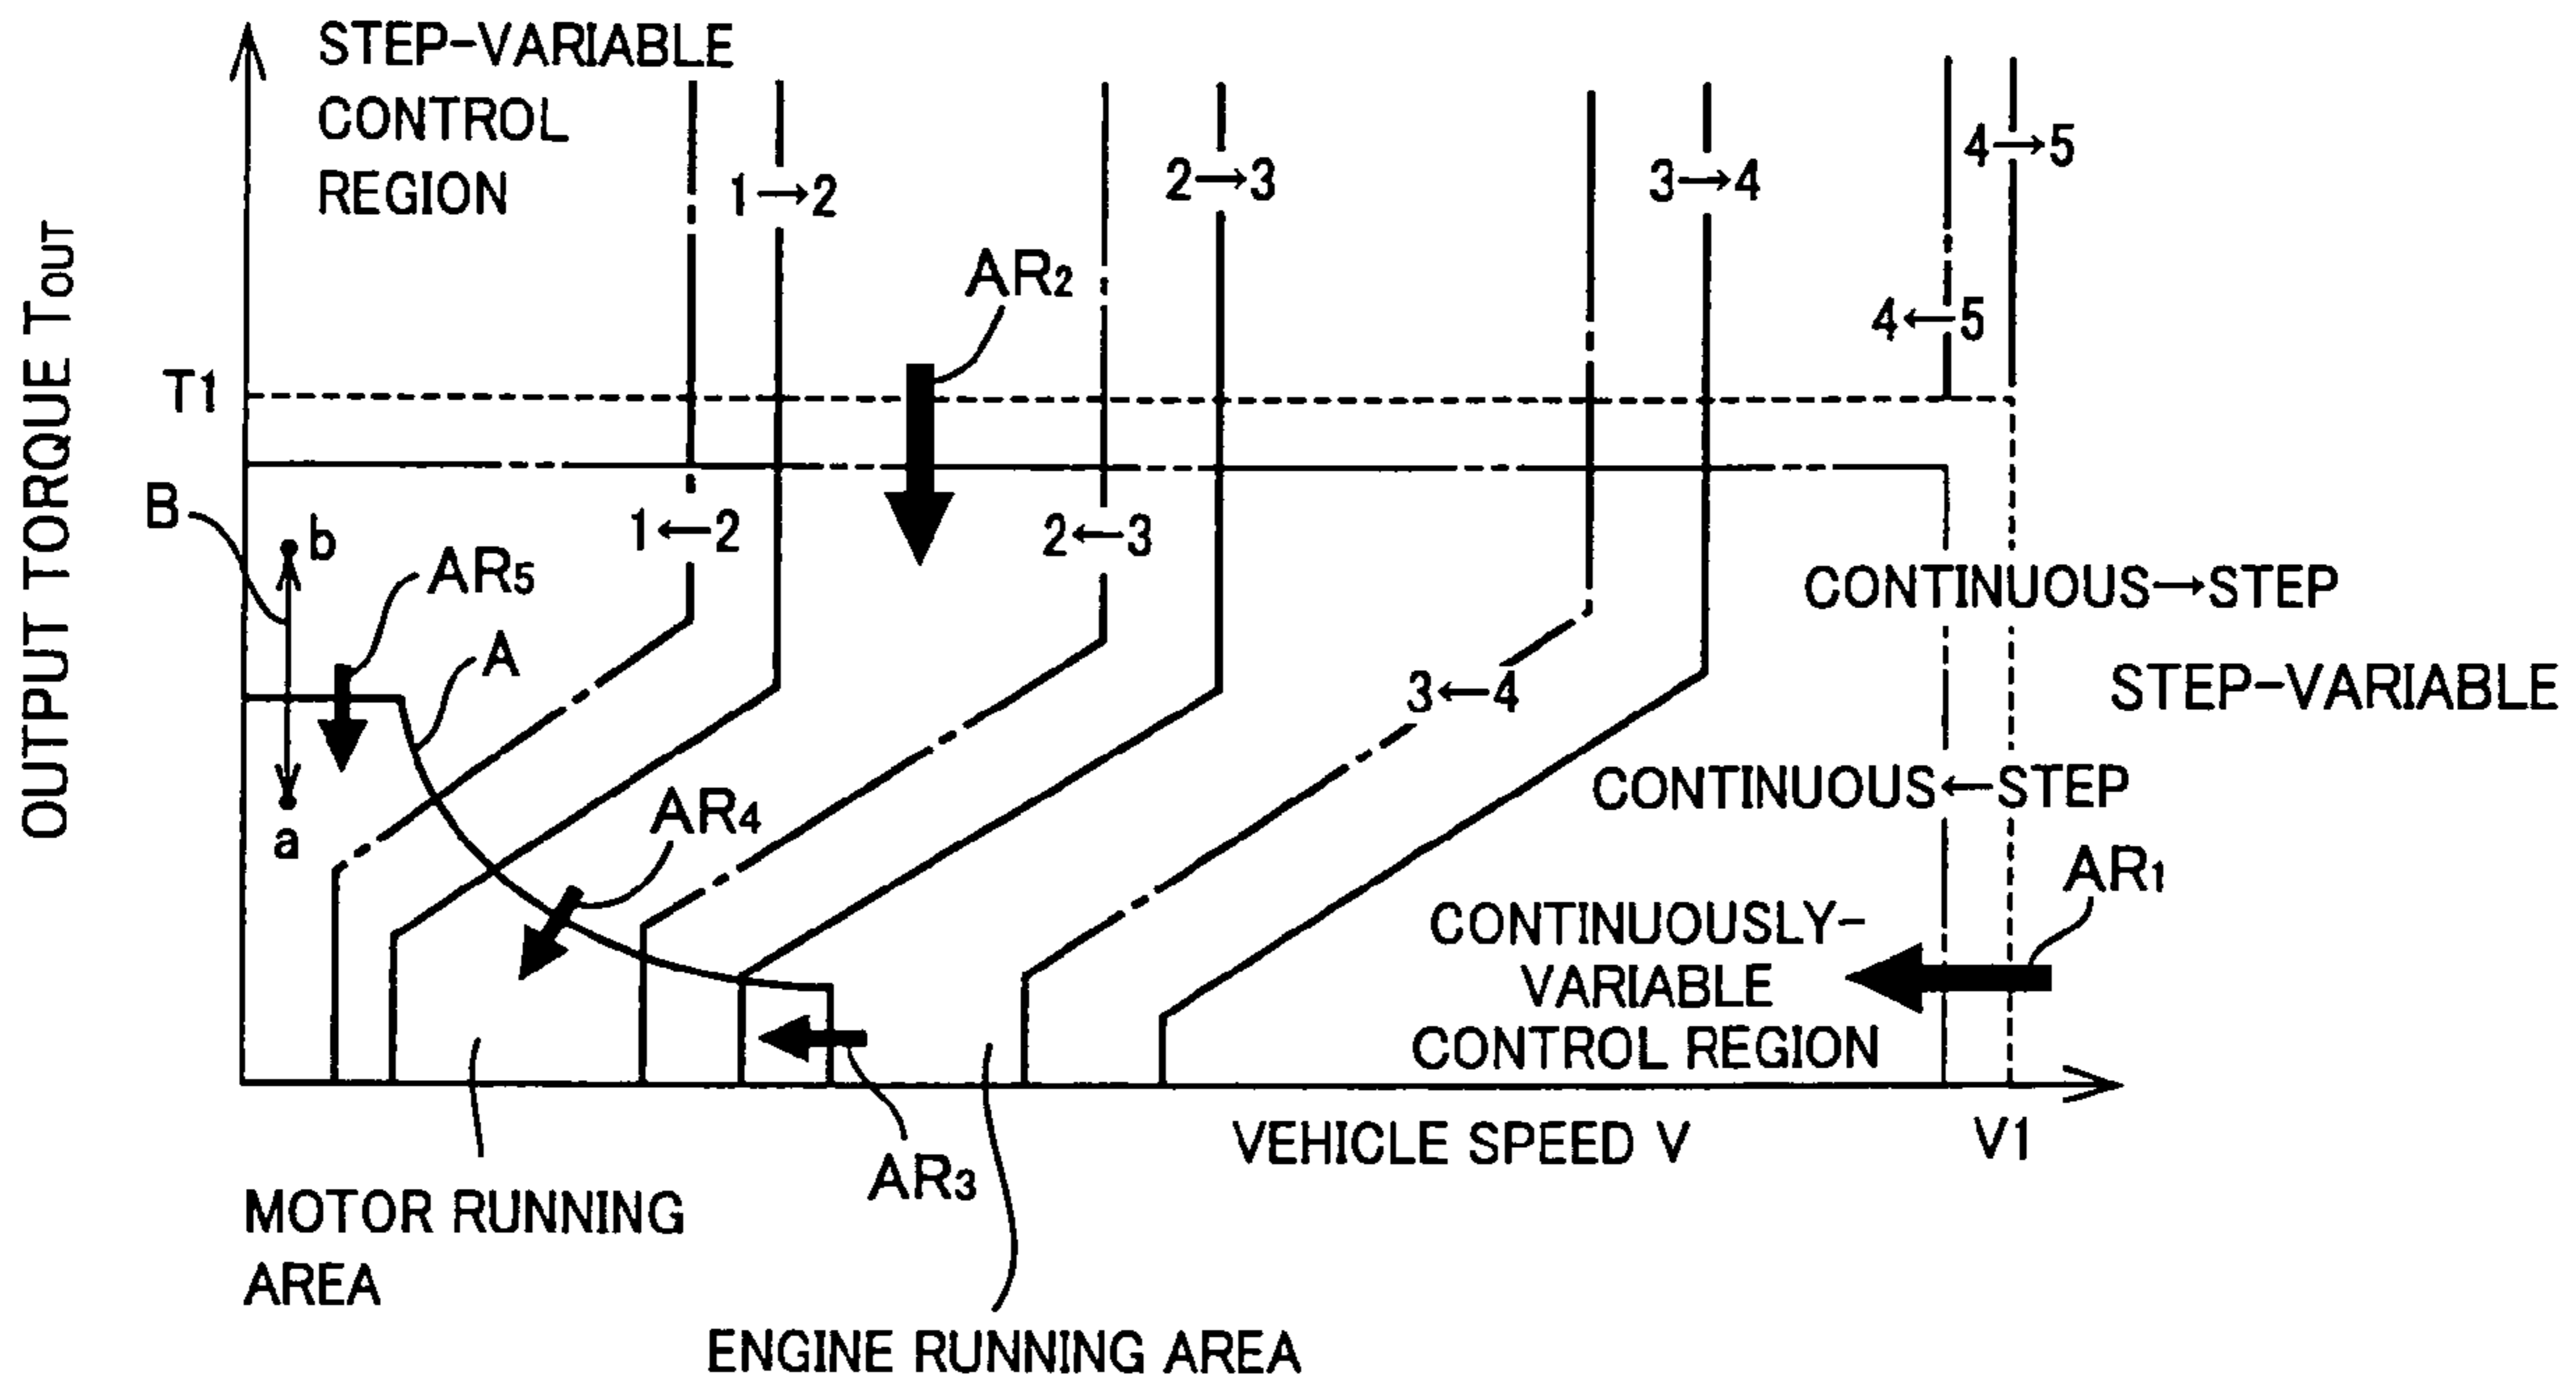 STEP-VARIABLE
CONTROL
REGION
1→2
2→3
3→4
4→5
4←5
AR2
OUTPUT TORQUE TOUT
T1
B
b
1←2
2←3
AR5
A
CONTINUOUS→STEP
STEP-VARIABLE
3←4
CONTINUOUS←STEP
a
AR4
AR1
CONTINUOUSLY-
VARIABLE
CONTROL REGION
VEHICLE SPEED V
V1
AR3
MOTOR RUNNING
AREA
ENGINE RUNNING AREA